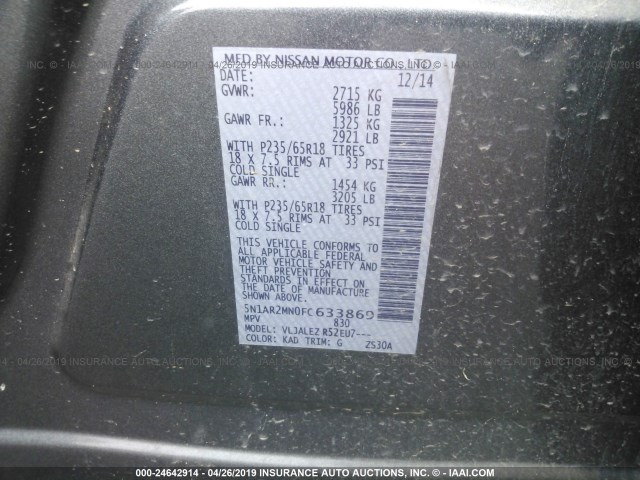 MFD BY NISSAN MOTOR CO., LTD.
DATE: 12/14
GVWR: 2715 KG
5986 LB
GAWR FR.: 1325 KG
2921 LB
WITH P235/65R18 TIRES
18 X 7.5 RIMS AT 33 PSI
COLD SINGLE
GAWR RR.: 1454 KG
3205 LB
WITH P235/65R18 TIRES
18 X 7.5 RIMS AT 33 PSI
COLD SINGLE
THIS VEHICLE CONFORMS TO
ALL APPLICABLE FEDERAL
MOTOR VEHICLE SAFETY AND
THEFT PREVENTION
STANDARDS IN EFFECT ON
THE DATE OF MANUFACTURE
SHOWN ABOVE.
5N1AR2MN0FC633869
MPV 830
MODEL: VLJALEZ R52EU7---
COLOR: KAD TRIM: G ZS30A
000-24642914 - 04/26/2019 INSURANCE AUTO AUCTIONS - © - IAAI.COM